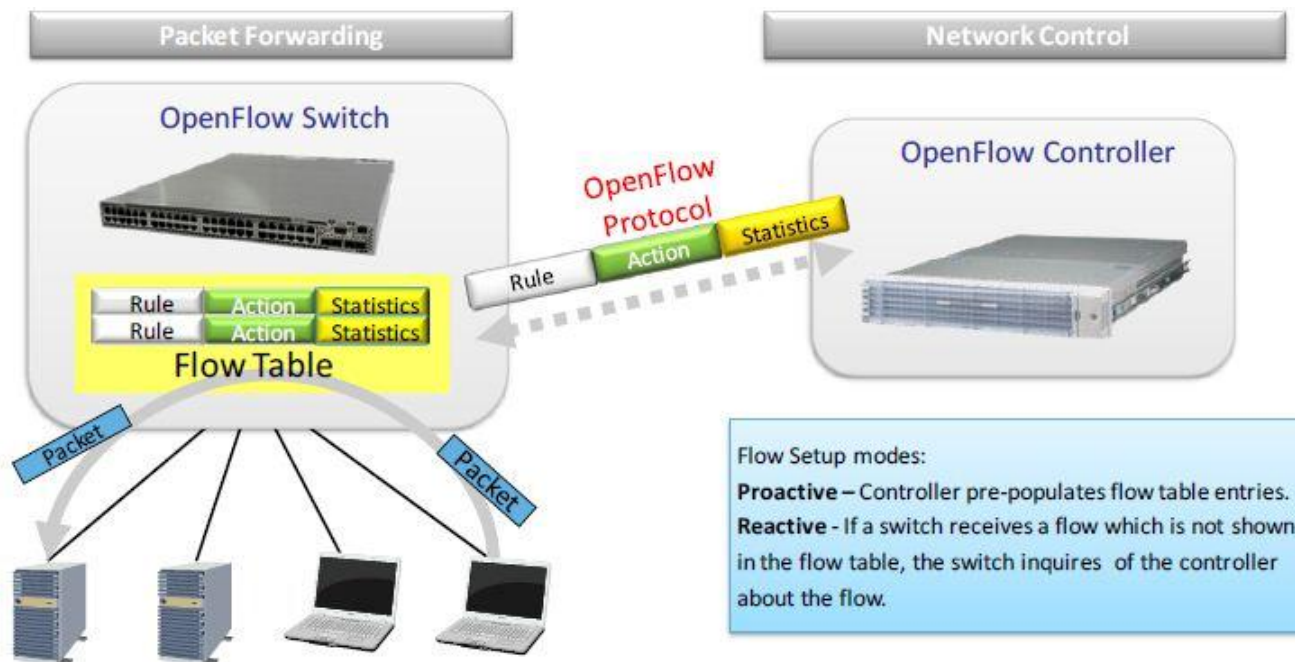 Packet Forwarding
Network Control
OpenFlow Switch
OpenFlow Controller
OpenFlow
Protocol
Rule Action Statistics
Rule Action Statistics
Rule Action Statistics
Flow Table
Packet
Packet
Flow Setup modes:
Proactive – Controller pre-populates flow table entries.
Reactive - If a switch receives a flow which is not shown
in the flow table, the switch inquires of the controller
about the flow.